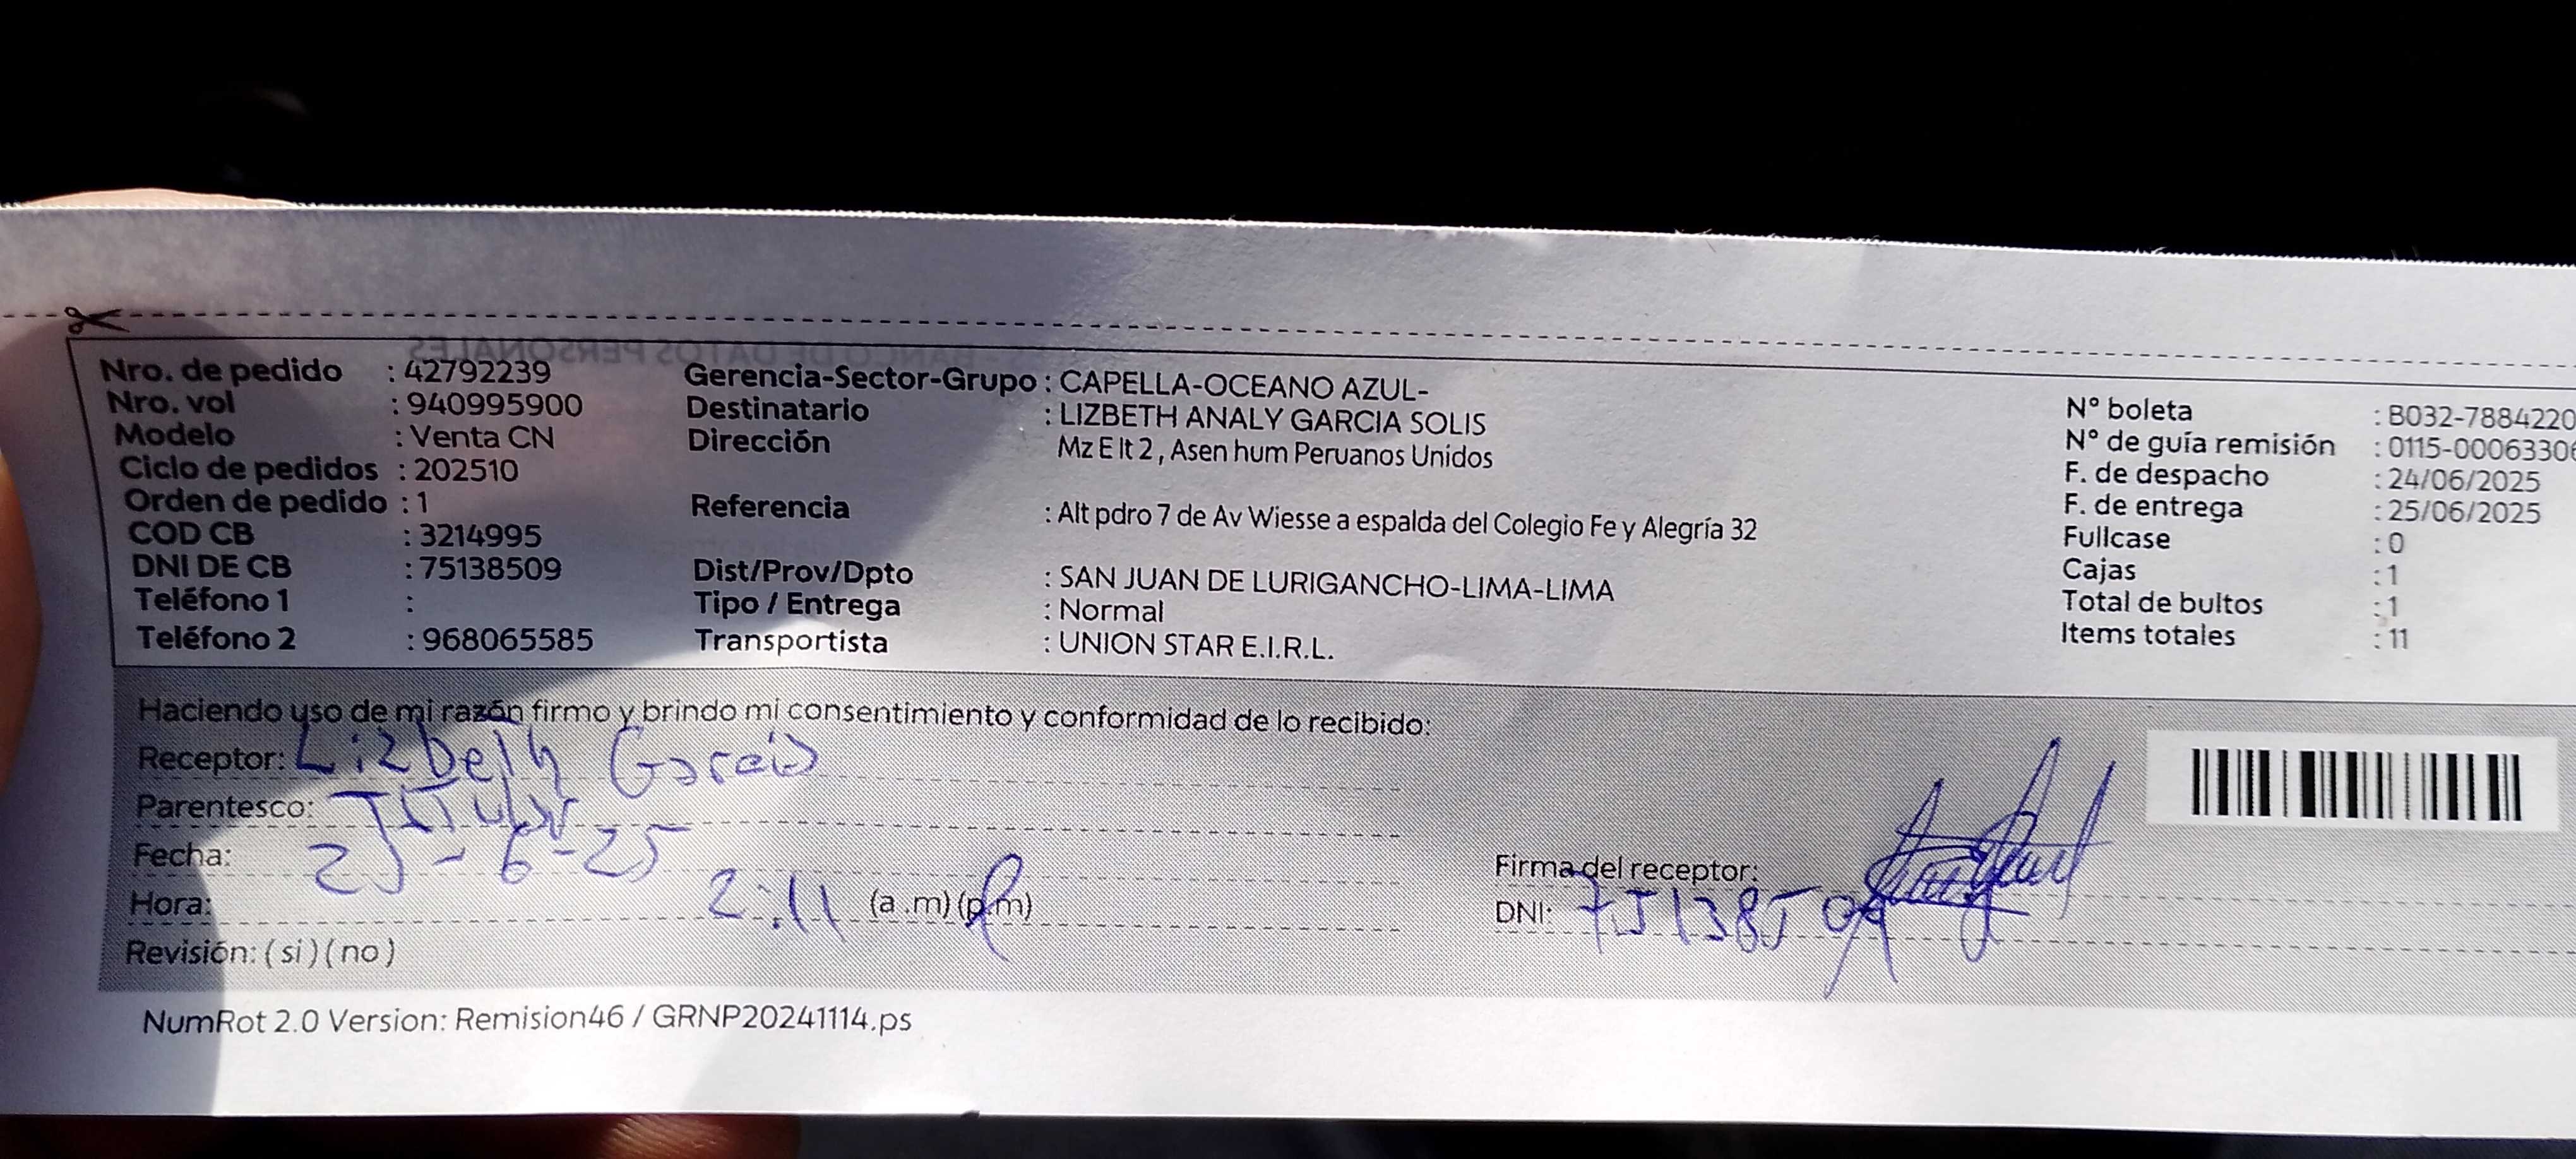 Nro. de pedido : 42792239
Nro. vol : 940995900
Modelo : Venta CN
Ciclo de pedidos : 202510
Orden de pedido : 1
COD CB : 3214995
DNI DE CB : 75138509
Teléfono 1 :
Teléfono 2 : 968065585
Gerencia-Sector-Grupo : CAPELLA-OCEANO AZUL-
Destinatario : LIZBETH ANALY GARCIA SOLIS
Dirección Mz E lt 2 , Asen hum Peruanos Unidos
Referencia : Alt pdro 7 de Av Wiesse a espalda del Colegio Fe y Alegría 32
Dist/Prov/Dpto : SAN JUAN DE LURIGANCHO-LIMA-LIMA
Tipo / Entrega : Normal
Transportista : UNION STAR E.I.R.L.
N° boleta : B032-7884220
N° de guía remisión : 0115-0006330
F. de despacho : 24/06/2025
F. de entrega : 25/06/2025
Fullcase : 0
Cajas : 1
Total de bultos : 1
Items totales : 11
Haciendo uso de mi razón firmo y brindo mi consentimiento y conformidad de lo recibido:
Receptor: Lizbeth Garcia
Parentesco: Titular
Fecha: 25-6-25
Hora: 2:11 (a.m) (p.m)
Revisión: ( si ) ( no )
Firma del receptor:
DNI: 75138509
NumRot 2.0 Version: Remision46 / GRNP20241114.ps